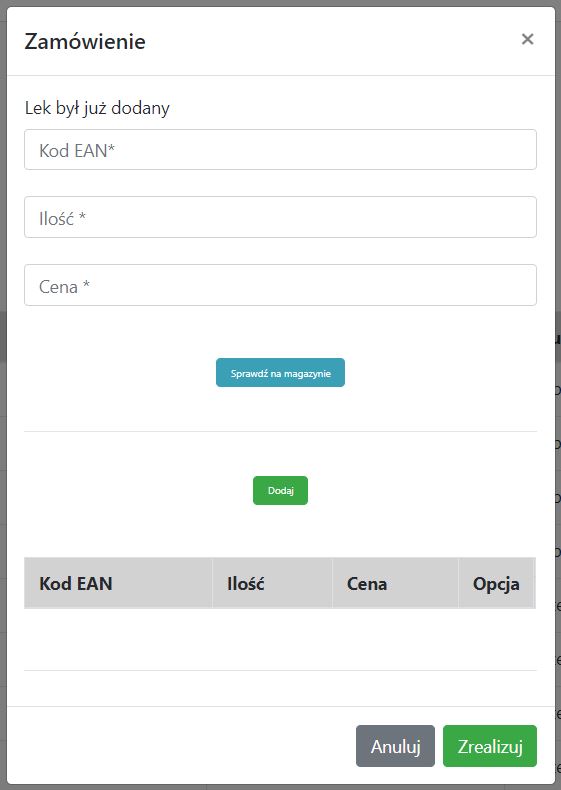 Zamówienie ×
Lek był już dodany
Kod EAN*
Ilość *
Cena *
Sprawdź na magazynie
Dodaj
Kod EAN Ilość Cena Opcja
Anuluj Zrealizuj